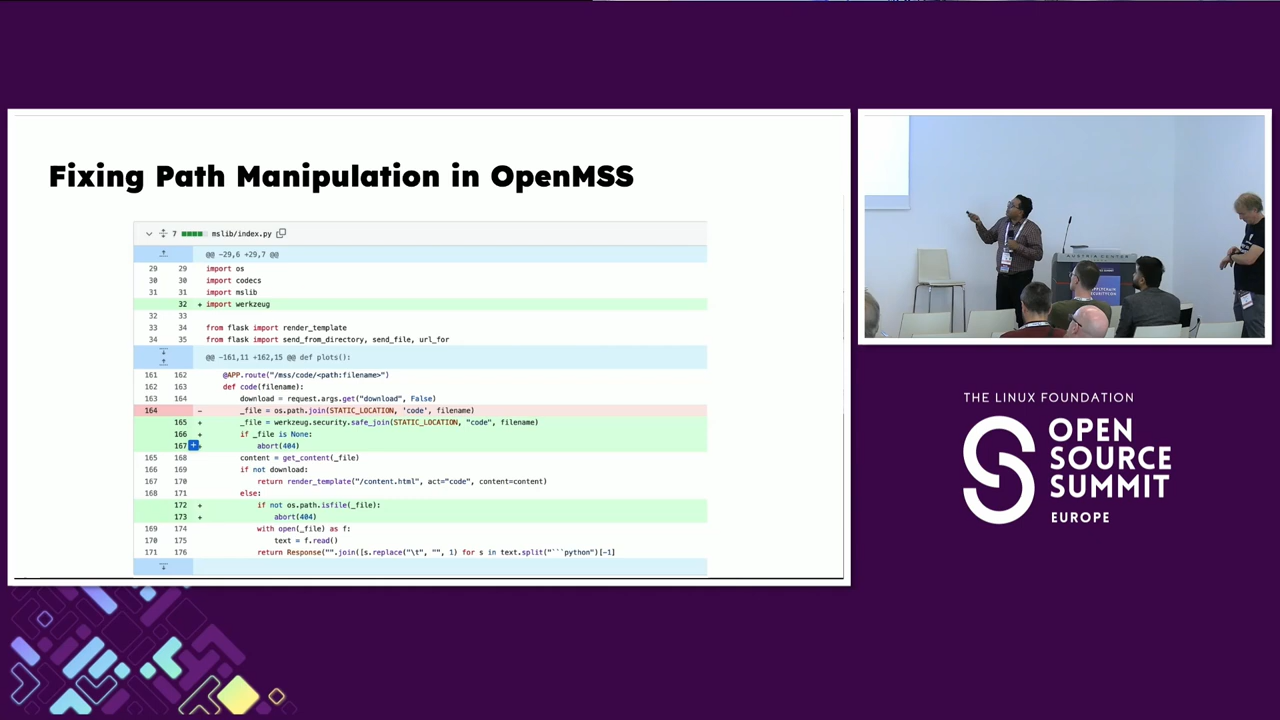 Fixing Path Manipulation in OpenMSS
7 mslib/index.py
@@ -29,6 +29,7 @@
29 29 import os
30 30 import codecs
31 31 import mslib
32 + import werkzeug
32 33
33 34 from flask import render_template
34 35 from flask import send_from_directory, send_file, url_for
@@ -161,11 +162,15 @@ def plots():
161 162 @APP.route("/mss/code/<path:filename>")
162 163 def code(filename):
163 164 download = request.args.get("download", False)
164 - _file = os.path.join(STATIC_LOCATION, 'code', filename)
165 + _file = werkzeug.security.safe_join(STATIC_LOCATION, "code", filename)
166 + if _file is None:
167 + abort(404)
165 168 content = get_content(_file)
166 169 if not download:
167 170 return render_template("/content.html", act="code", content=content)
168 171 else:
172 + if not os.path.isfile(_file):
173 + abort(404)
169 174 with open(_file) as f:
170 175 text = f.read()
171 176 return Response("".join([s.replace("\t", "", 1) for s in text.split("```python")[-1]
AUSTRIA CENTER
THE LINUX FOUNDATION
OPEN
SOURCE
SUMMIT
EUROPE